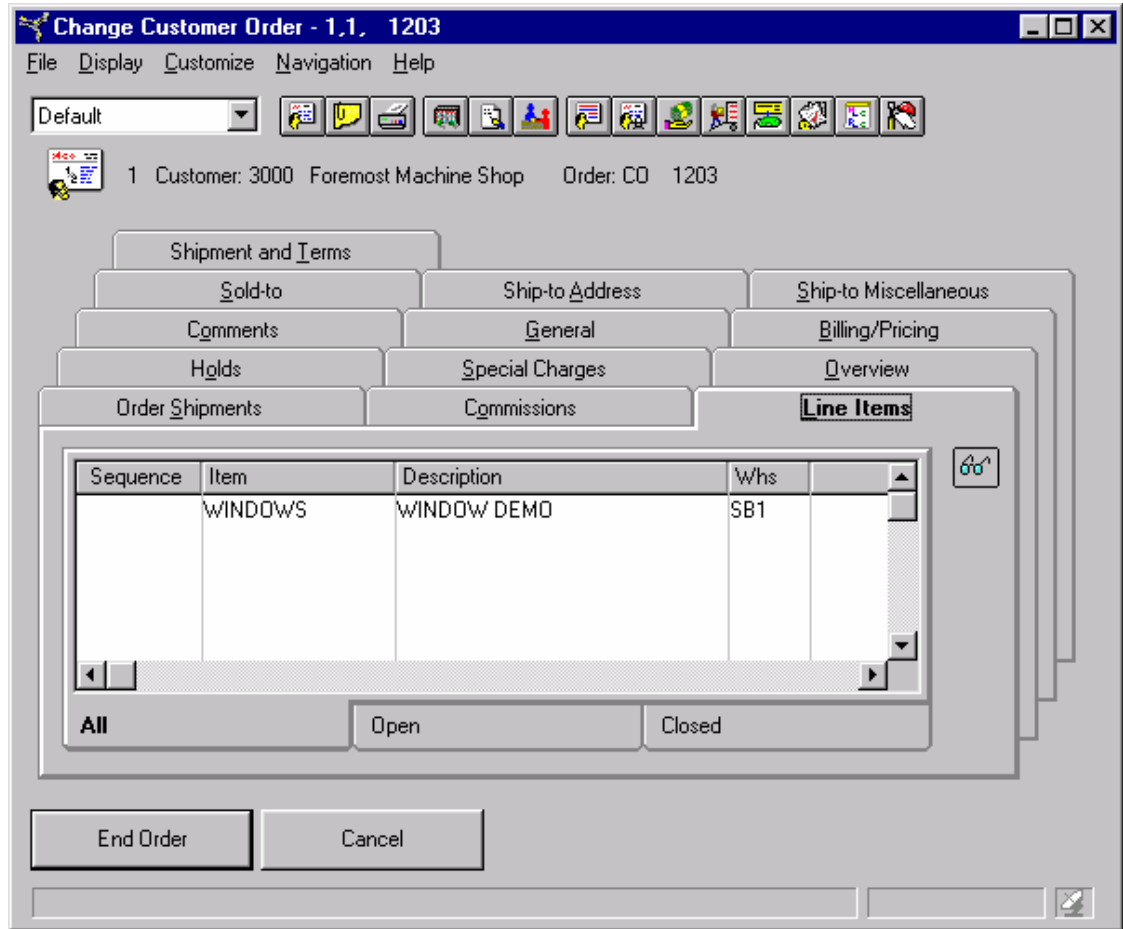 Change Customer Order - 1,1, 1203
File Display Customize Navigation Help
Default
1 Customer: 3000 Foremost Machine Shop Order: CO 1203
Shipment and Terms
Sold-to Ship-to Address Ship-to Miscellaneous
Comments General Billing/Pricing
Holds Special Charges Overview
Order Shipments Commissions Line Items
Sequence Item Description Whs
WINDOWS WINDOW DEMO SB1
All Open Closed
End Order Cancel